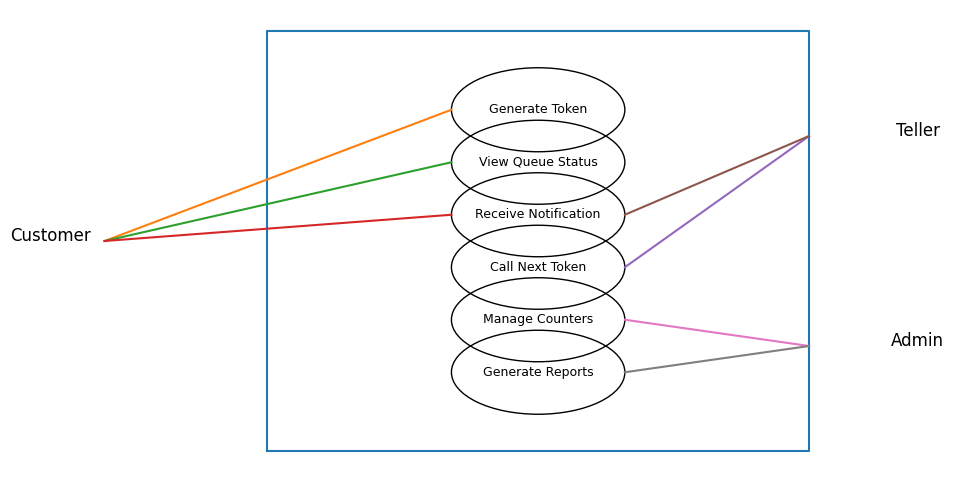 Generate Token
Teller
View Queue Status
Receive Notification
Customer
Call Next Token
Manage Counters
Admin
Generate Reports